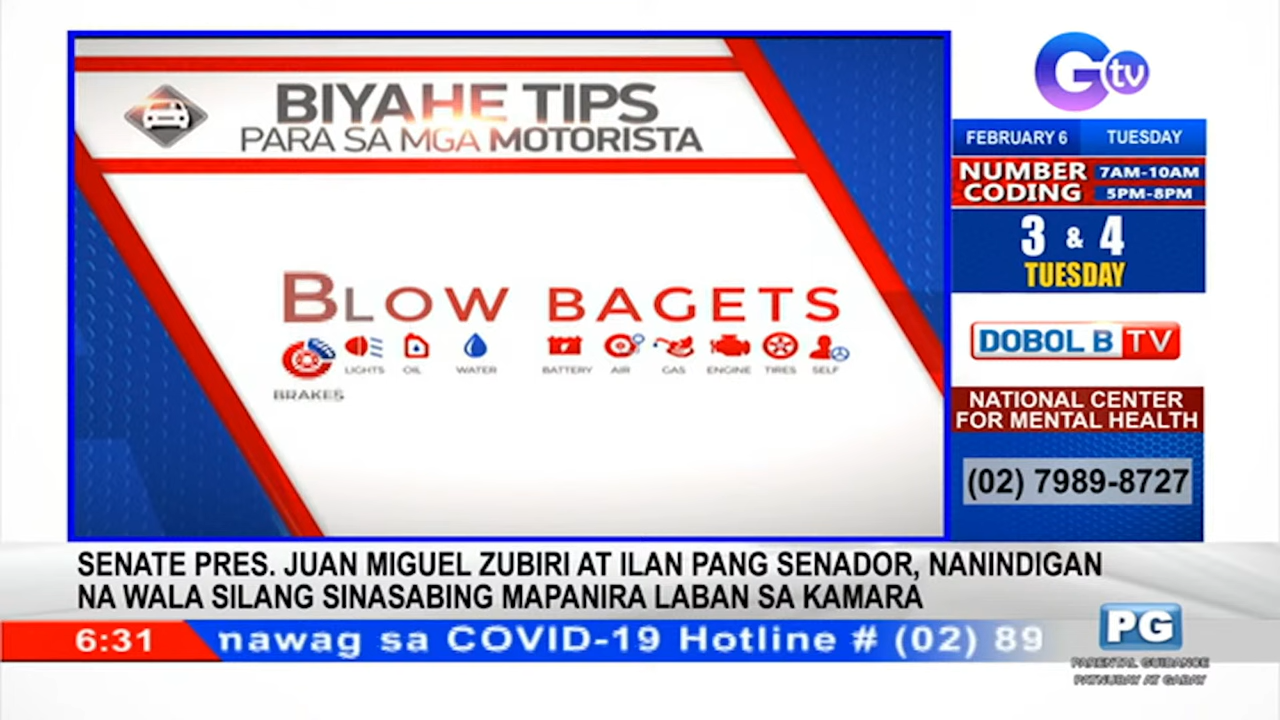 BIYAHE TIPS
PARA SA MGA MOTORISTA
BLOW BAGETS
BRAKES LIGHTS OIL WATER BATTERY AIR GAS ENGINE TIRES SELF
Gtv
FEBRUARY 6 TUESDAY
NUMBER CODING 7AM-10AM 5PM-8PM
3 & 4
TUESDAY
DOBOL B TV
NATIONAL CENTER
FOR MENTAL HEALTH
(02) 7989-8727
SENATE PRES. JUAN MIGUEL ZUBIRI AT ILAN PANG SENADOR, NANINDIGAN
NA WALA SILANG SINASABING MAPANIRA LABAN SA KAMARA
6:31 nawag sa COVID-19 Hotline # (02) 89
PG
PARENTAL GUIDANCE
PATNUBAY AT GABAY